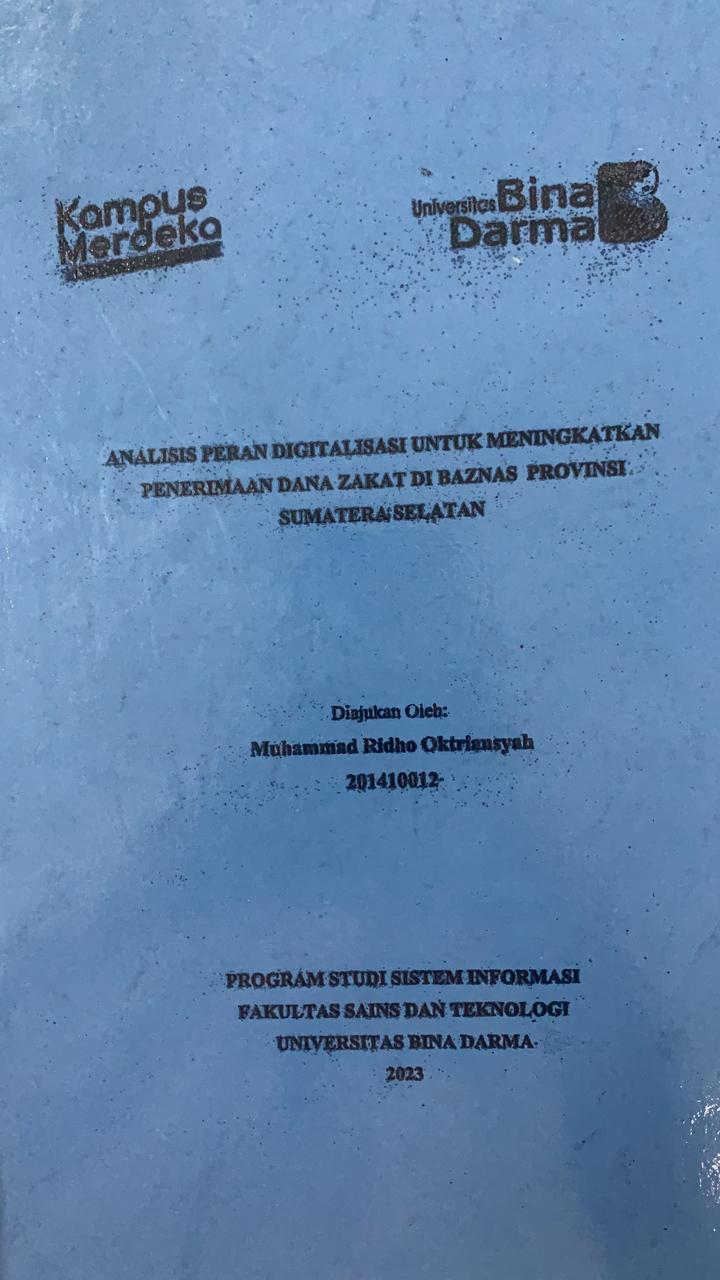 Kampus
Merdeka
Universitas Bina
Darma
ANALISIS PERAN DIGITALISASI UNTUK MENINGKATKAN
PENERIMAAN DANA ZAKAT DI BAZNAS PROVINSI
SUMATERA SELATAN
Diajukan Oleh:
Muhammad Ridho Oktriansyah
201410012
PROGRAM STUDI SISTEM INFORMASI
FAKULTAS SAINS DAN TEKNOLOGI
UNIVERSITAS BINA DARMA
2023